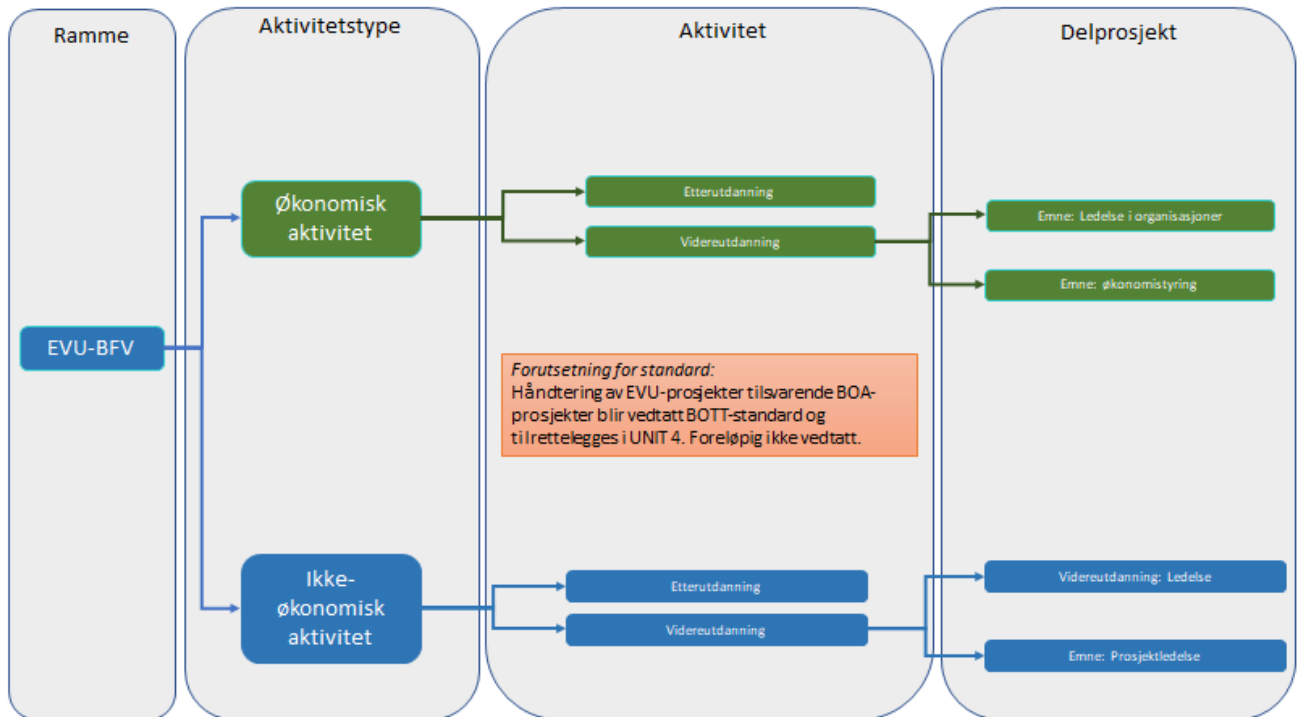 Ramme
Aktivitetstype
Aktivitet
Delprosjekt
Økonomisk
aktivitet
Etterutdanning
Videreutdanning
Emne: Ledelse i organisasjoner
Emne: økonomistyring
EVU-BFV
Forutsetning for standard:
Håndtering av EVU-prosjekter tilsvarende BOA-
prosjekter blir vedtatt BOTT-standard og
tilrettelegges i UNIT 4. Foreløpig ikke vedtatt.
Ikke-
økonomisk
aktivitet
Etterutdanning
Videreutdanning
Videreutdanning: Ledelse
Emne: Prosjektledelse